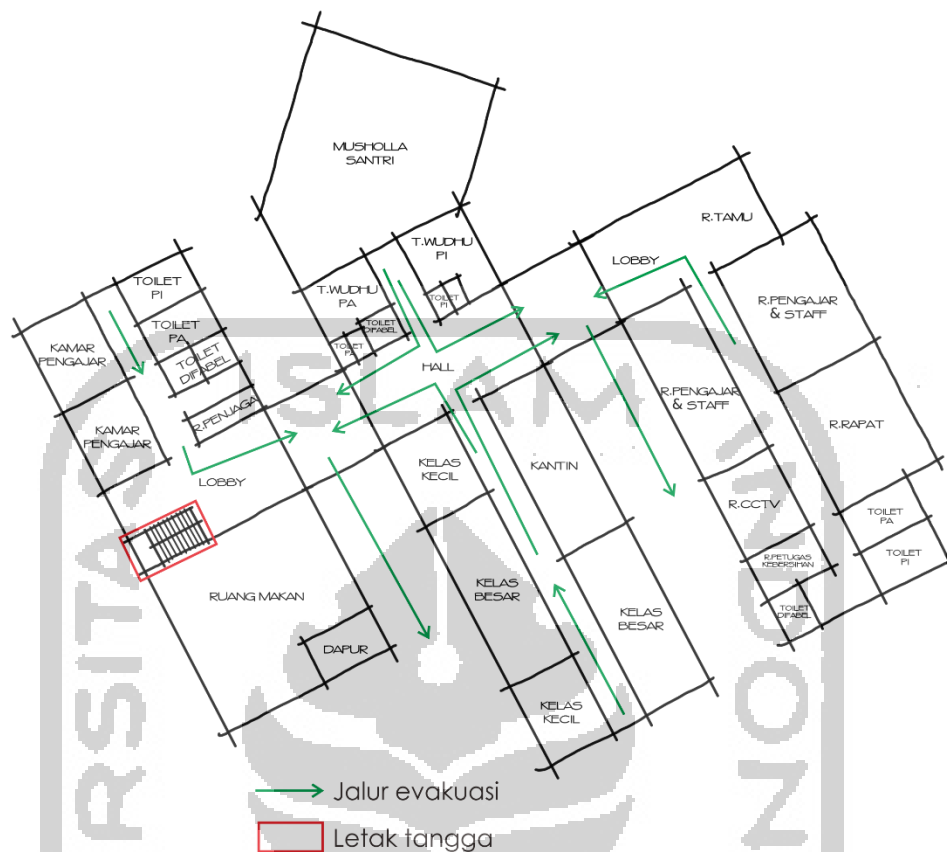 MUSHOLLA
SANTRI
R.TAMU
LOBBY
T.WUDHU
PI
TOILET
PI
T.WUDHU
PA
TOILET
DIFABEL
TOILET
PA
HALL
TOILET
PI
TOILET
PA
TOILET
DIFABEL
R.PENJAGA
KAMAR
PENGAJAR
KAMAR
PENGAJAR
LOBBY
R.PENGAJAR
& STAFF
R.PENGAJAR
& STAFF
R.RAPAT
R.CCTV
R.PETUGAS
KEBERSIHAN
TOILET
DIFABEL
TOILET
PA
TOILET
PI
KELAS
KECIL
KANTIN
KELAS
BESAR
KELAS
BESAR
KELAS
KECIL
RUANG MAKAN
DAPUR
Jalur evakuasi
Letak tangga
ISLAM
RSITAS
NDON